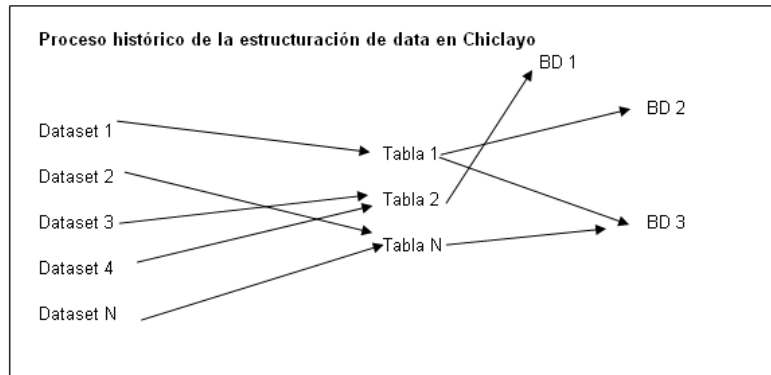 Proceso histórico de la estructuración de data en Chiclayo
BD 1
BD 2
Dataset 1
Tabla 1
Dataset 2
Tabla 2
Dataset 3
BD 3
Tabla N
Dataset 4
Dataset N